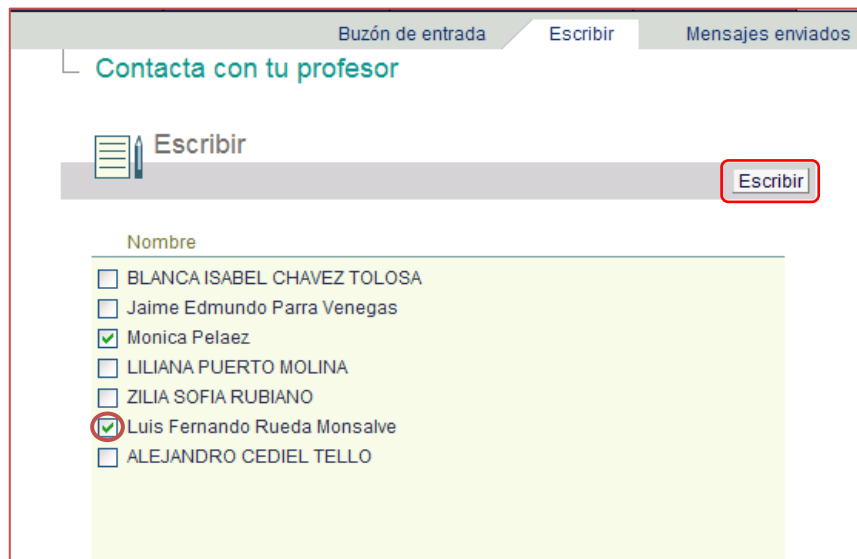 Buzón de entrada Escribir Mensajes enviados
Contacta con tu profesor
Escribir
Escribir
Nombre
BLANCA ISABEL CHAVEZ TOLOSA
Jaime Edmundo Parra Venegas
Monica Pelaez
LILIANA PUERTO MOLINA
ZILIA SOFIA RUBIANO
Luis Fernando Rueda Monsalve
ALEJANDRO CEDIEL TELLO